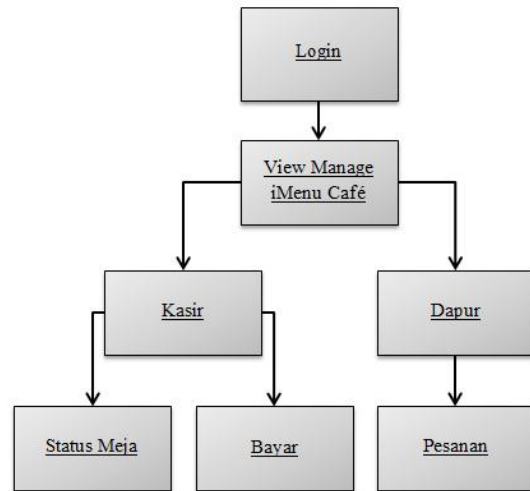 Login
View Manage
iMenu Café
Kasir
Dapur
Status Meja
Bayar
Pesanan